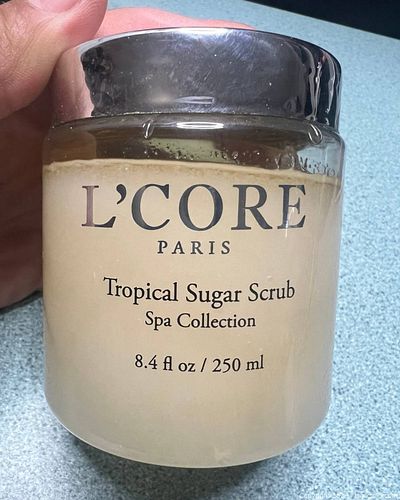 L'CORE
PARIS
Tropical Sugar Scrub
Spa Collection
8.4 fl oz / 250 ml